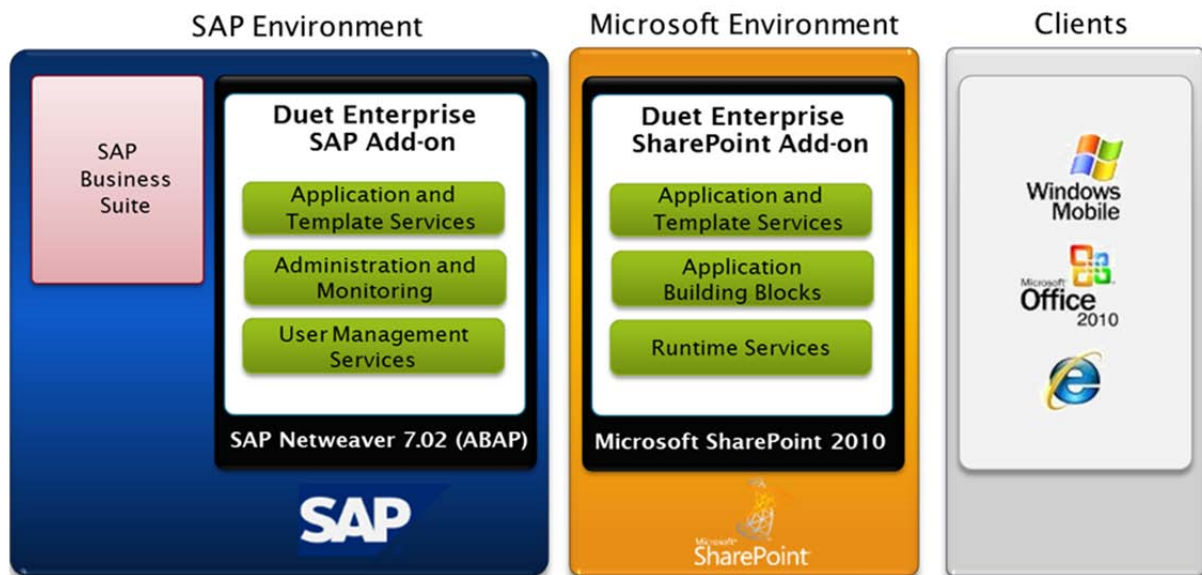 SAP Environment
Microsoft Environment
Clients
SAP
Business
Suite
Duet Enterprise
SAP Add-on
Application and
Template Services
Administration and
Monitoring
User Management
Services
SAP Netweaver 7.02 (ABAP)
SAP
Duet Enterprise
SharePoint Add-on
Application and
Template Services
Application
Building Blocks
Runtime Services
Microsoft SharePoint 2010
Microsoft
SharePoint
Windows
Mobile
Microsoft
Office
2010